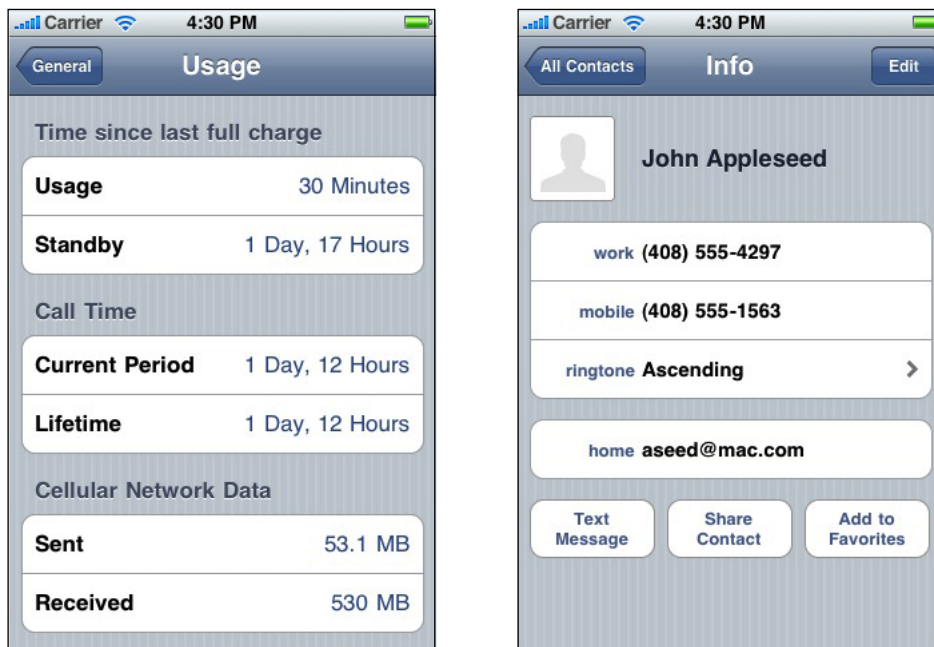 Carrier 4:30 PM
General Usage
Time since last full charge
Usage 30 Minutes
Standby 1 Day, 17 Hours
Call Time
Current Period 1 Day, 12 Hours
Lifetime 1 Day, 12 Hours
Cellular Network Data
Sent 53.1 MB
Received 530 MB
Carrier 4:30 PM
All Contacts Info Edit
John Appleseed
work (408) 555-4297
mobile (408) 555-1563
ringtone Ascending
home aseed@mac.com
Text Share Add to
Message Contact Favorites